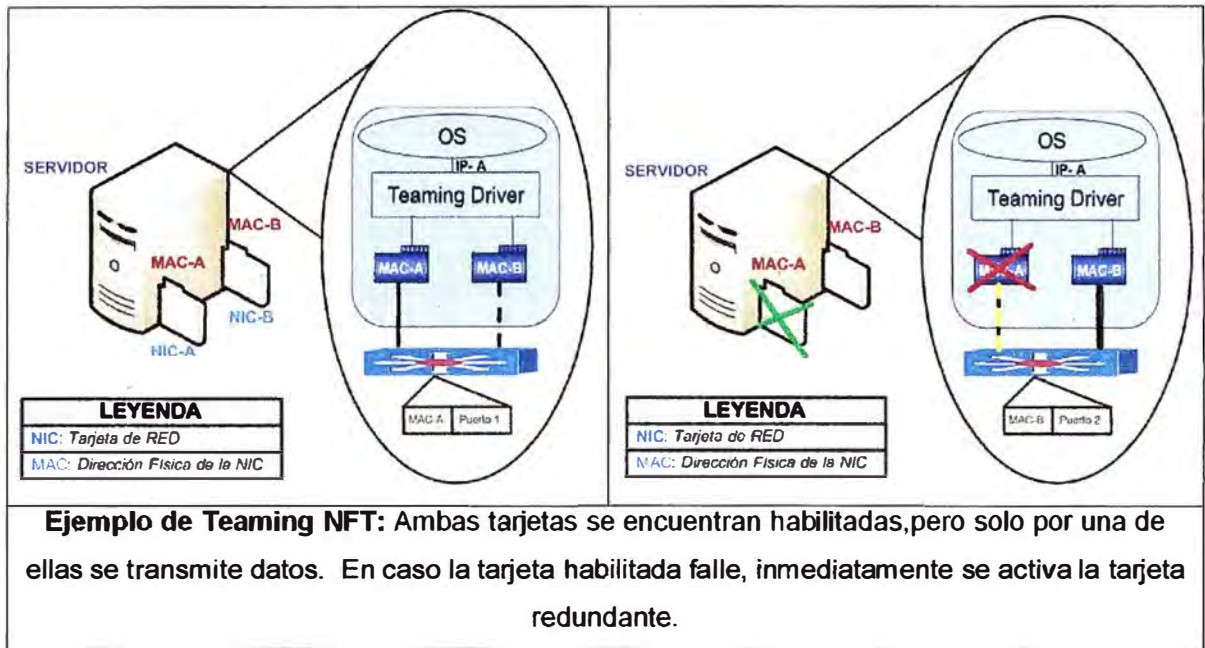 SERVIDOR
MAC-B
MAC-A
NIC-B
NIC-A
OS
IP- A
Teaming Driver
MAC-A
MAC-B
MAC-A
Puerto 1
LEYENDA
NIC: Tarjeta de RED
MAC: Dirección Física de la NIC
SERVIDOR
MAC-B
MAC-A
OS
IP- A
Teaming Driver
MAC-A
MAC-B
MAC-B
Puerto 2
LEYENDA
NIC: Tarjeta de RED
MAC: Dirección Física de la NIC
Ejemplo de Teaming NFT: Ambas tarjetas se encuentran habilitadas,pero solo por una de
ellas se transmite datos. En caso la tarjeta habilitada falle, inmediatamente se activa la tarjeta
redundante.